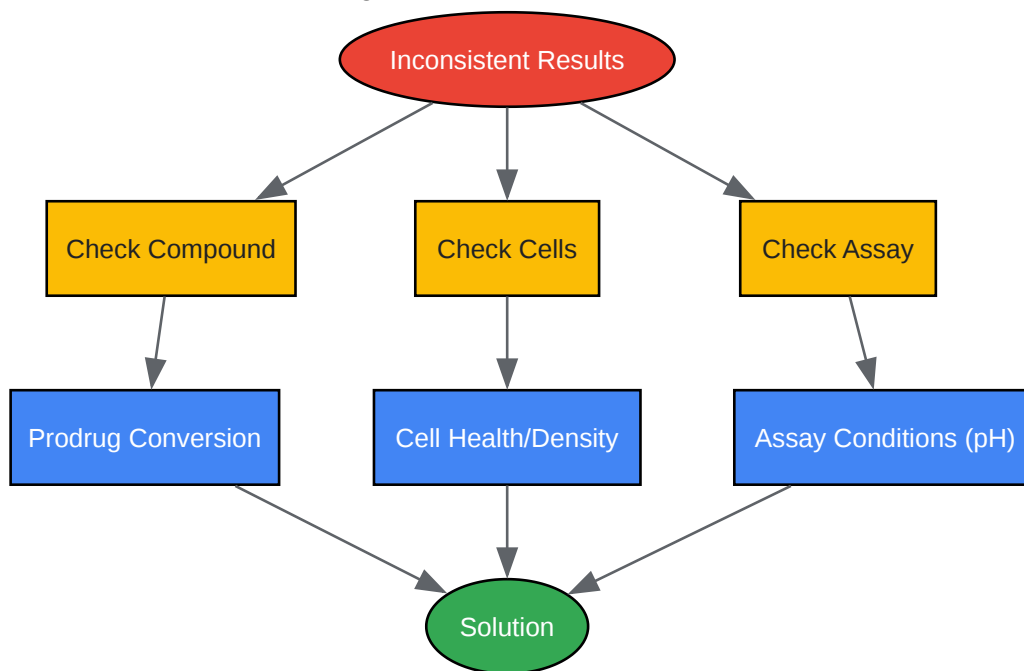 Inconsistent Results
Check Compound
Check Cells
Check Assay
Prodrug Conversion
Cell Health/Density
Assay Conditions (pH)
Solution